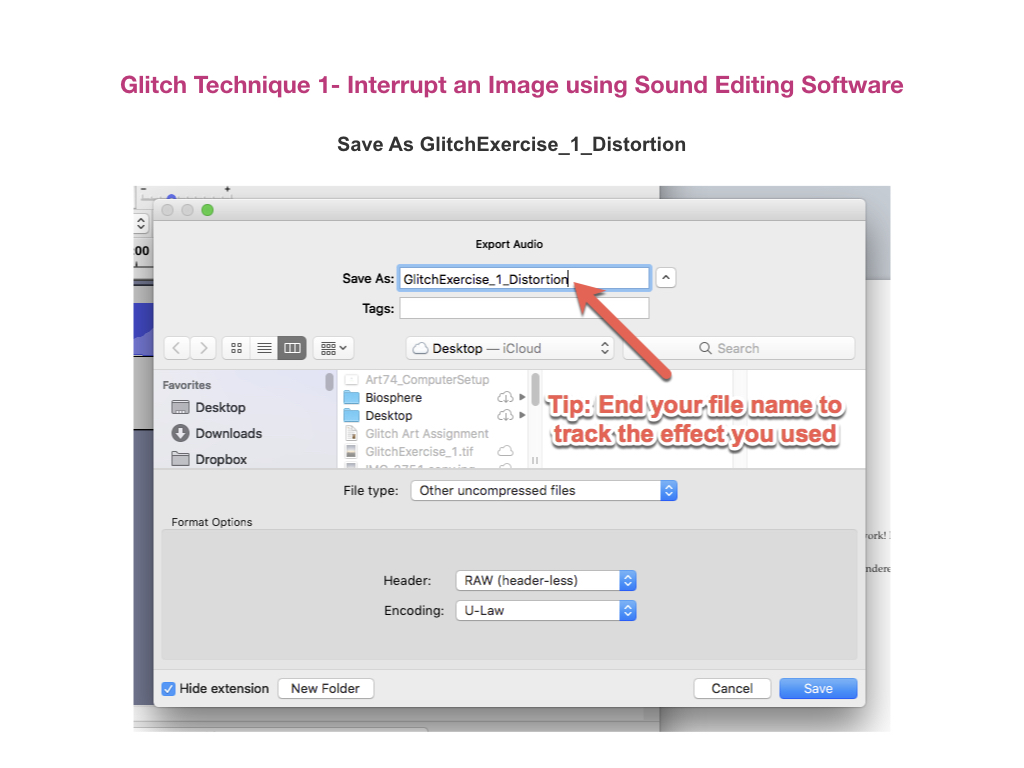 Glitch Technique 1- Interrupt an Image using Sound Editing Software
Save As GlitchExercise_1_Distortion
- +
00
Export Audio
Save As: GlitchExercise_1_Distortion
Tags:
Desktop — iCloud
Search
Favorites
Desktop
Downloads
Dropbox
Art74_ComputerSetup
Biosphere
Desktop
Glitch Art Assignment
GlitchExercise_1.tif
Tip: End your file name to
track the effect you used
File type: Other uncompressed files
Format Options
Header: RAW (header-less)
Encoding: U-Law
Hide extension
New Folder
Cancel
Save